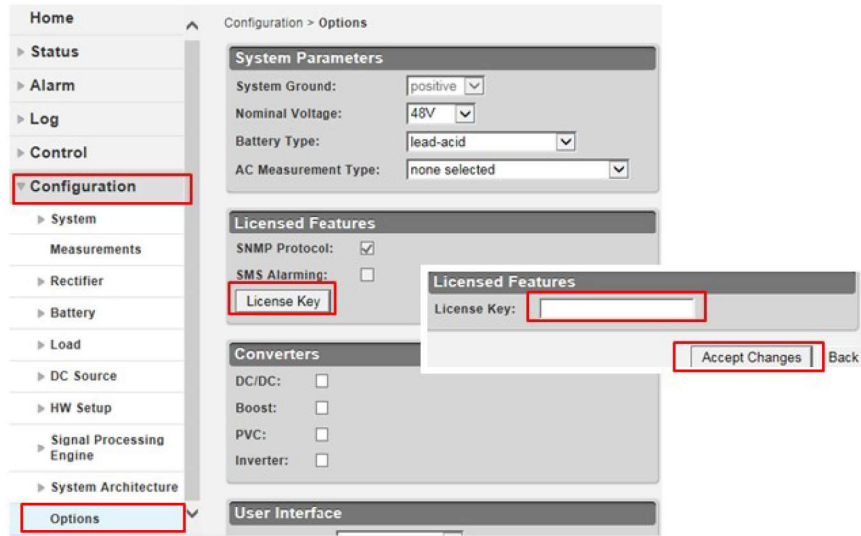 Home
Status
Alarm
Log
Control
Configuration
System
Measurements
Rectifier
Battery
Load
DC Source
HW Setup
Signal Processing
Engine
System Architecture
Options
Configuration > Options
System Parameters
System Ground: positive
Nominal Voltage: 48V
Battery Type: lead-acid
AC Measurement Type: none selected
Licensed Features
SNMP Protocol:
SMS Alarming:
License Key
Licensed Features
License Key:
Accept Changes Back
Converters
DC/DC:
Boost:
PVC:
Inverter:
User Interface